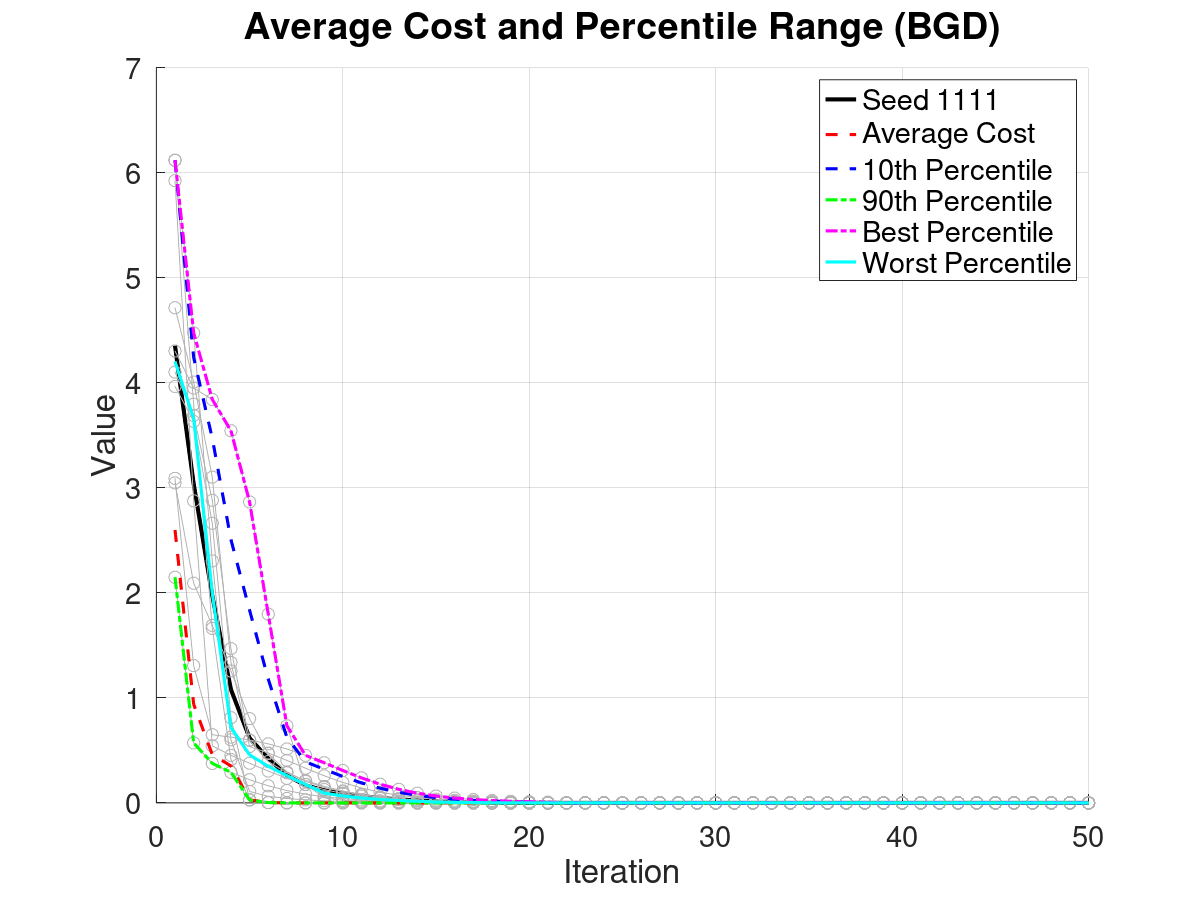 Average Cost and Percentile Range (BGD)
7
6
5
4
3
2
1
0
Value
Seed 1111
Average Cost
10th Percentile
90th Percentile
Best Percentile
Worst Percentile
0 10 20 30 40 50
Iteration